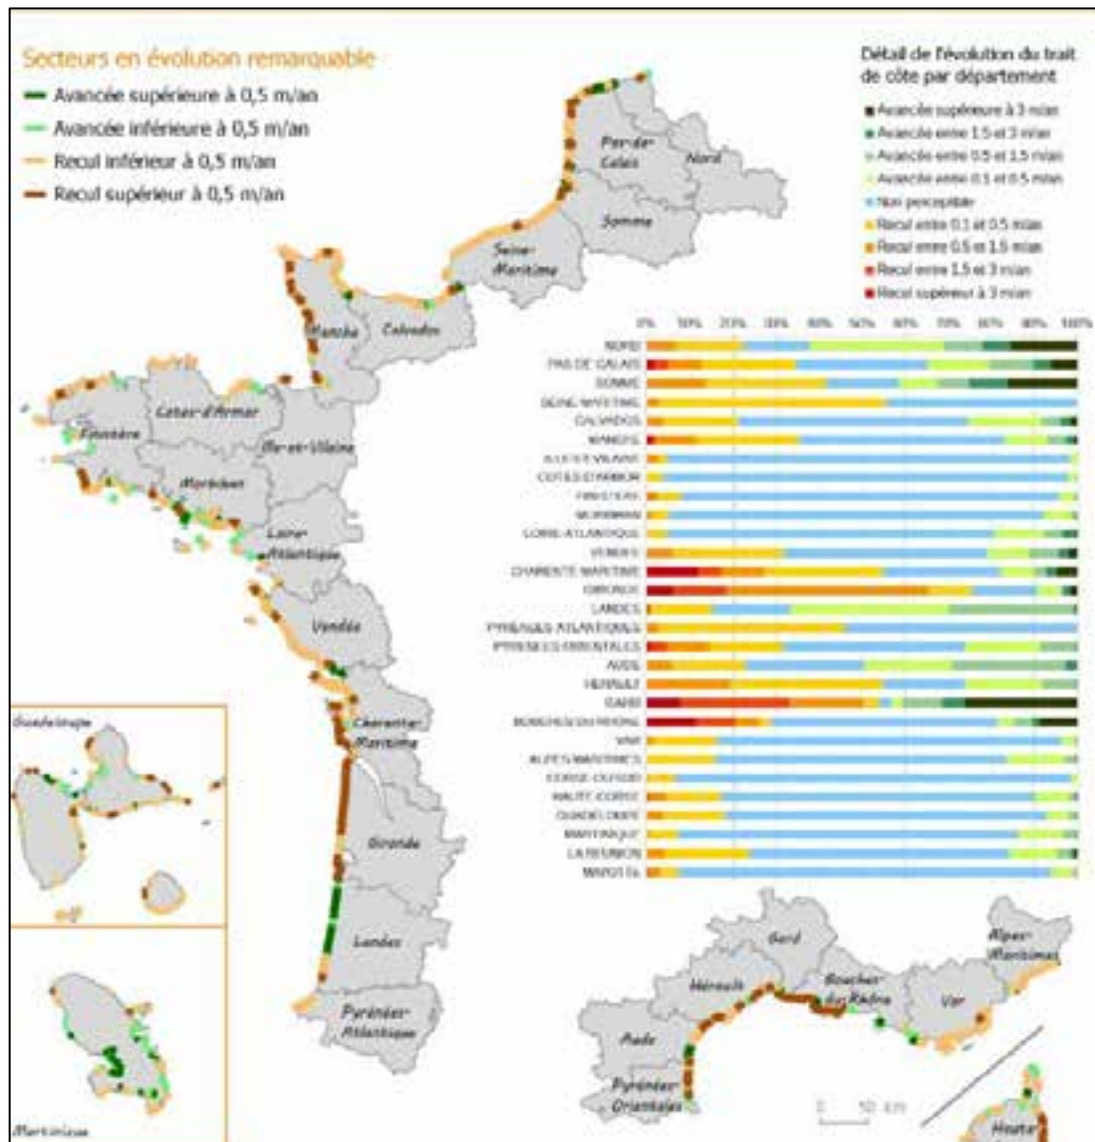 Secteurs en évolution remarquable
Avancée supérieure à 0,5 m/an
Avancée inférieure à 0,5 m/an
Recul inférieur à 0,5 m/an
Recul supérieur à 0,5 m/an
Détail de l'évolution du trait
de côte par département
Avancée supérieure à 3 m/an
Avancée entre 1.5 et 3 m/an
Avancée entre 0.5 et 1.5 m/an
Avancée entre 0.1 et 0.5 m/an
Non perceptible
Recul entre 0.1 et 0.5 m/an
Recul entre 0.5 et 1.5 m/an
Recul entre 1.5 et 3 m/an
Recul supérieur à 3 m/an
Pas-de-
Calais
Nord
Somme
Seine-
Maritime
Manche
Calvados
Finistère
Cotes-d'Armor
Ille-et-Vilaine
Morbihan
Loire-
Atlantique
Vendée
Charente-
Maritime
Gironde
Landes
Pyrénées-
Atlantique
0% 10% 20% 30% 40% 50% 60% 70% 80% 90% 100%
NORD
PAS DE CALAIS
SOMME
SEINE-MARITIME
CALVADOS
MANCHE
ILLE-ET-VILAINE
COTES-D'ARMOR
FINISTERE
MORBIHAN
LOIRE-ATLANTIQUE
VENDEE
CHARENTE-MARITIME
GIRONDE
LANDES
PYRENEES-ATLANTIQUES
PYRENEES-ORIENTALES
AUDE
HERAULT
GARD
BOUCHES-DU-RHONE
VAR
ALPES-MARITIMES
CORSE-DU-SUD
HAUTE-CORSE
GUADELOUPE
MARTINIQUE
LA REUNION
MAYOTTE
Guadeloupe
Martinique
Gard
Hérault
Bouches-
du-Rhône
Var
Alpes-
Maritimes
Aude
Pyrénées-
Orientales
0 50 km
Haute